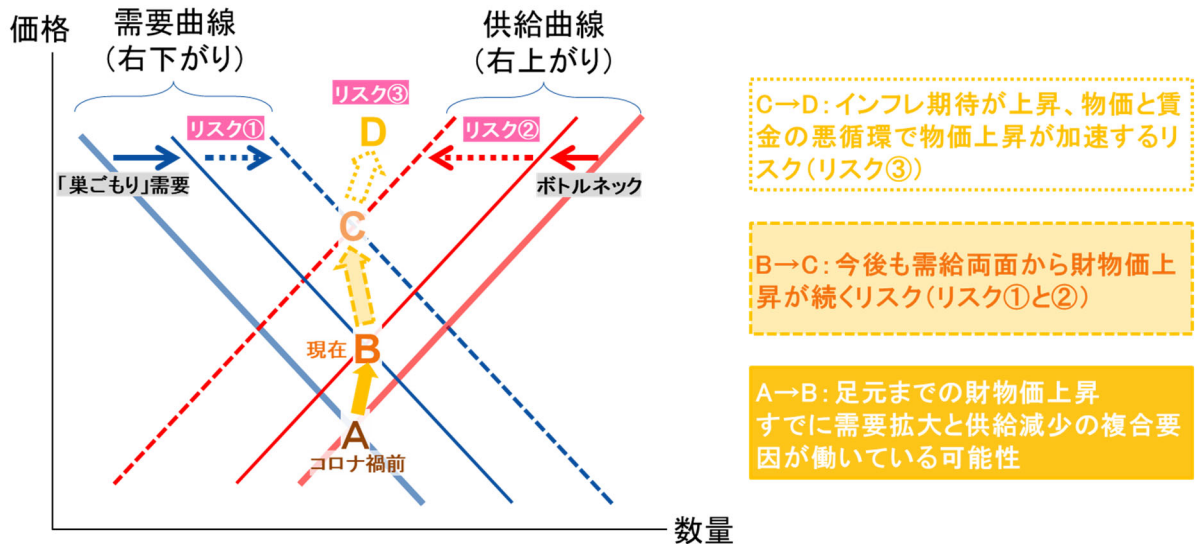 価格
需要曲線
(右下がり)
供給曲線
(右上がり)
リスク①
リスク③
リスク②
D
「巣ごもり」需要
ボトルネック
C
現在
B
A
コロナ禍前
数量
C→D:インフレ期待が上昇、物価と賃
金の悪循環で物価上昇が加速するリ
スク(リスク③)
B→C:今後も需給両面から財物価上
昇が続くリスク(リスク①と②)
A→B:足元までの財物価上昇
すでに需要拡大と供給減少の複合要
因が働いている可能性